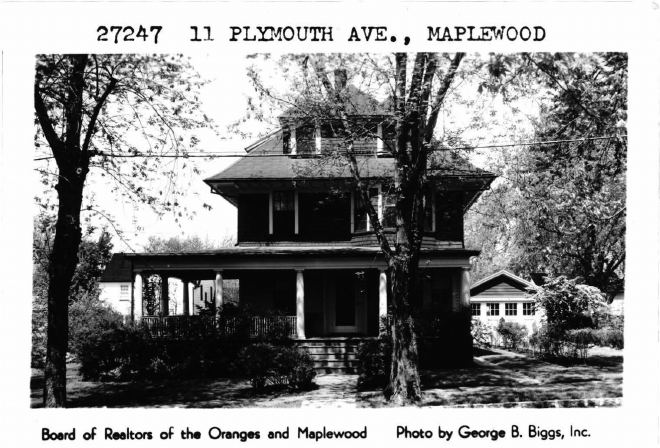 27247 11 PLYMOUTH AVE., MAPLEWOOD
Board of Realtors of the Oranges and Maplewood Photo by George B. Biggs, Inc.